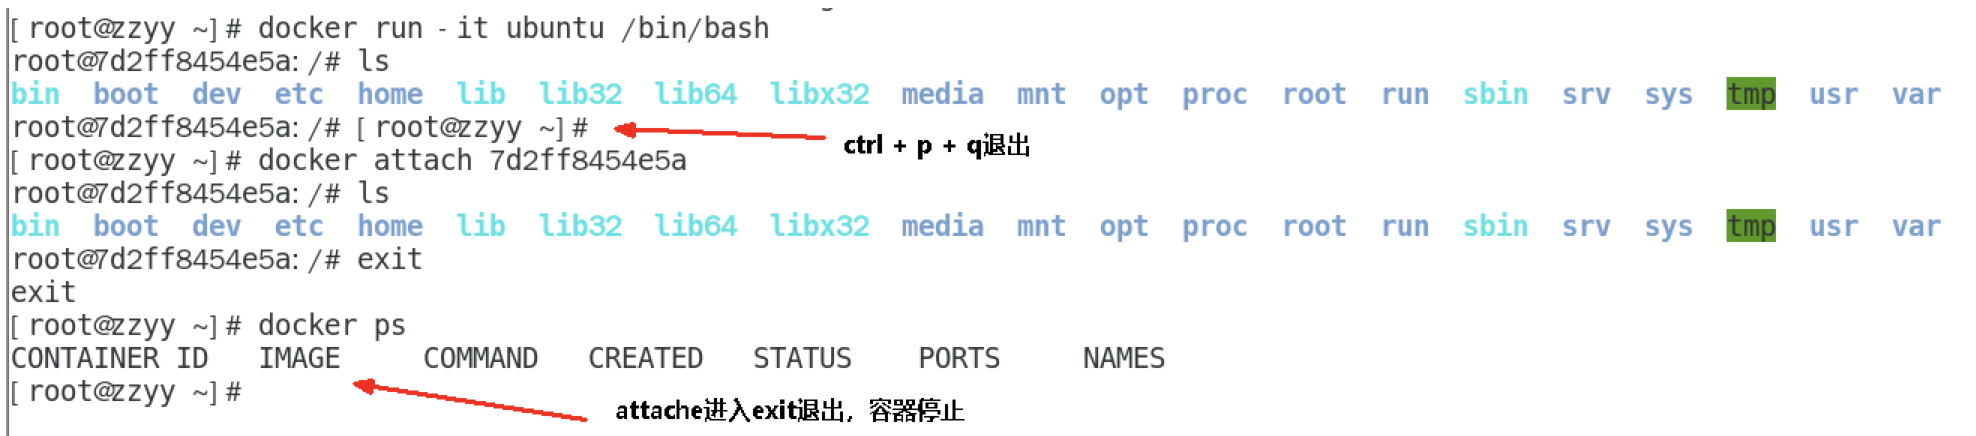 [root@zzyy ~]# docker run -it ubuntu /bin/bash
root@7d2ff8454e5a:/# ls
bin boot dev etc home lib lib32 lib64 libx32 media mnt opt proc root run sbin srv sys tmp usr var
root@7d2ff8454e5a:/# [root@zzyy ~]#
ctrl + p + q退出
[root@zzyy ~]# docker attach 7d2ff8454e5a
root@7d2ff8454e5a:/# ls
bin boot dev etc home lib lib32 lib64 libx32 media mnt opt proc root run sbin srv sys tmp usr var
root@7d2ff8454e5a:/# exit
exit
[root@zzyy ~]# docker ps
CONTAINER ID IMAGE COMMAND CREATED STATUS PORTS NAMES
[root@zzyy ~]#
attache进入exit退出，容器停止